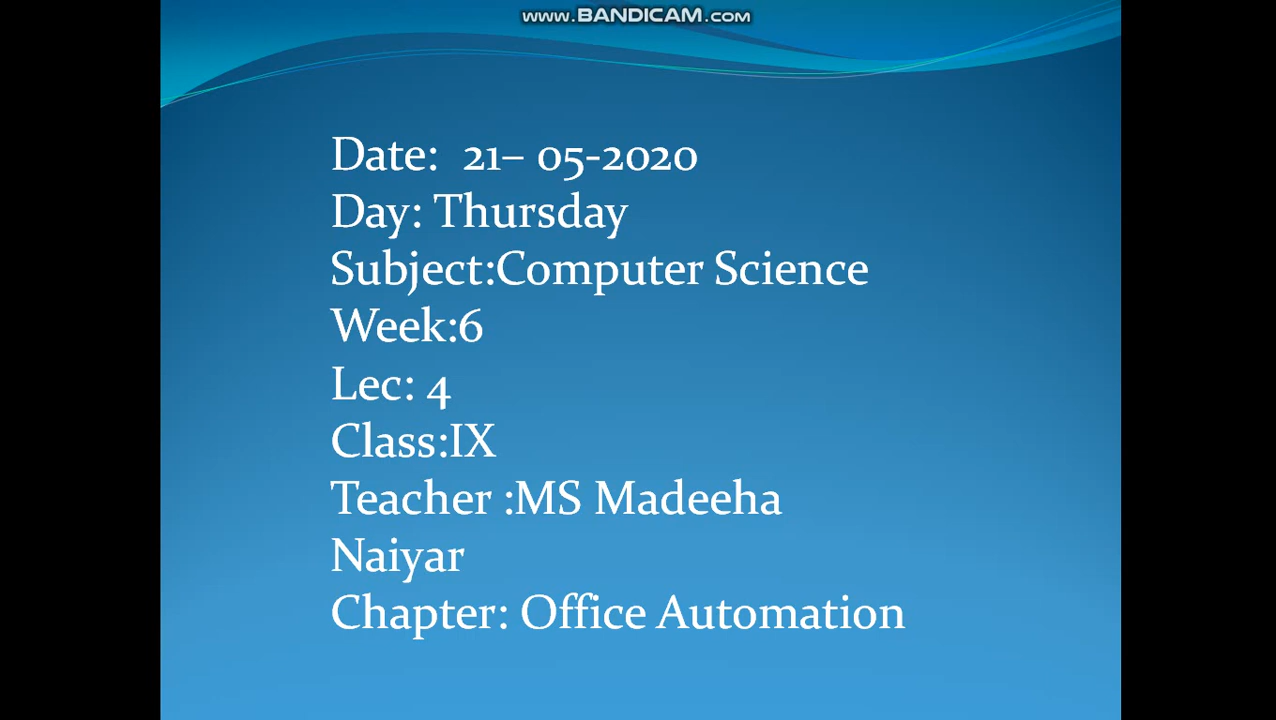 www.BANDICAM.com
Date:  21– 05-2020
Day: Thursday
Subject:Computer Science
Week:6
Lec: 4
Class:IX
Teacher :MS Madeeha
Naiyar
Chapter: Office Automation